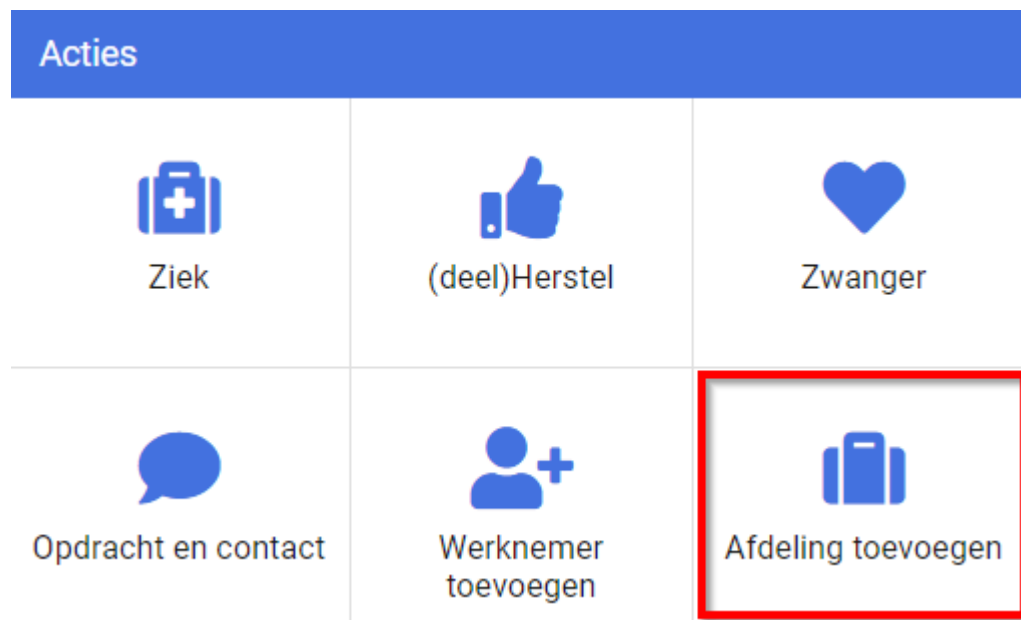 Acties
Ziek
(deel)Herstel
Zwanger
Opdracht en contact
Werknemer
toevoegen
Afdeling toevoegen